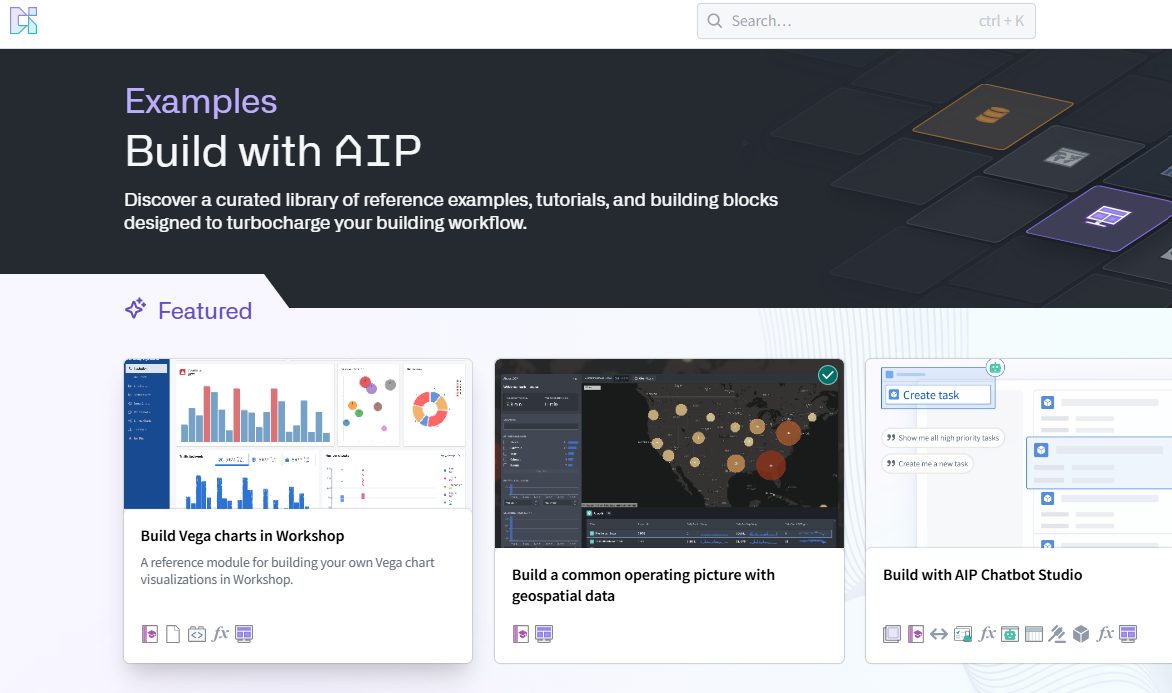 Search…
ctrl + K
Examples
Build with AIP
Discover a curated library of reference examples, tutorials, and building blocks
designed to turbocharge your building workflow.
Featured
Build Vega charts in Workshop
A reference module for building your own Vega chart
visualizations in Workshop.
fx
Build a common operating picture with
geospatial data
Create task
Show me all high priority tasks
Create me a new task
Build with AIP Chatbot Studio
fx
fx